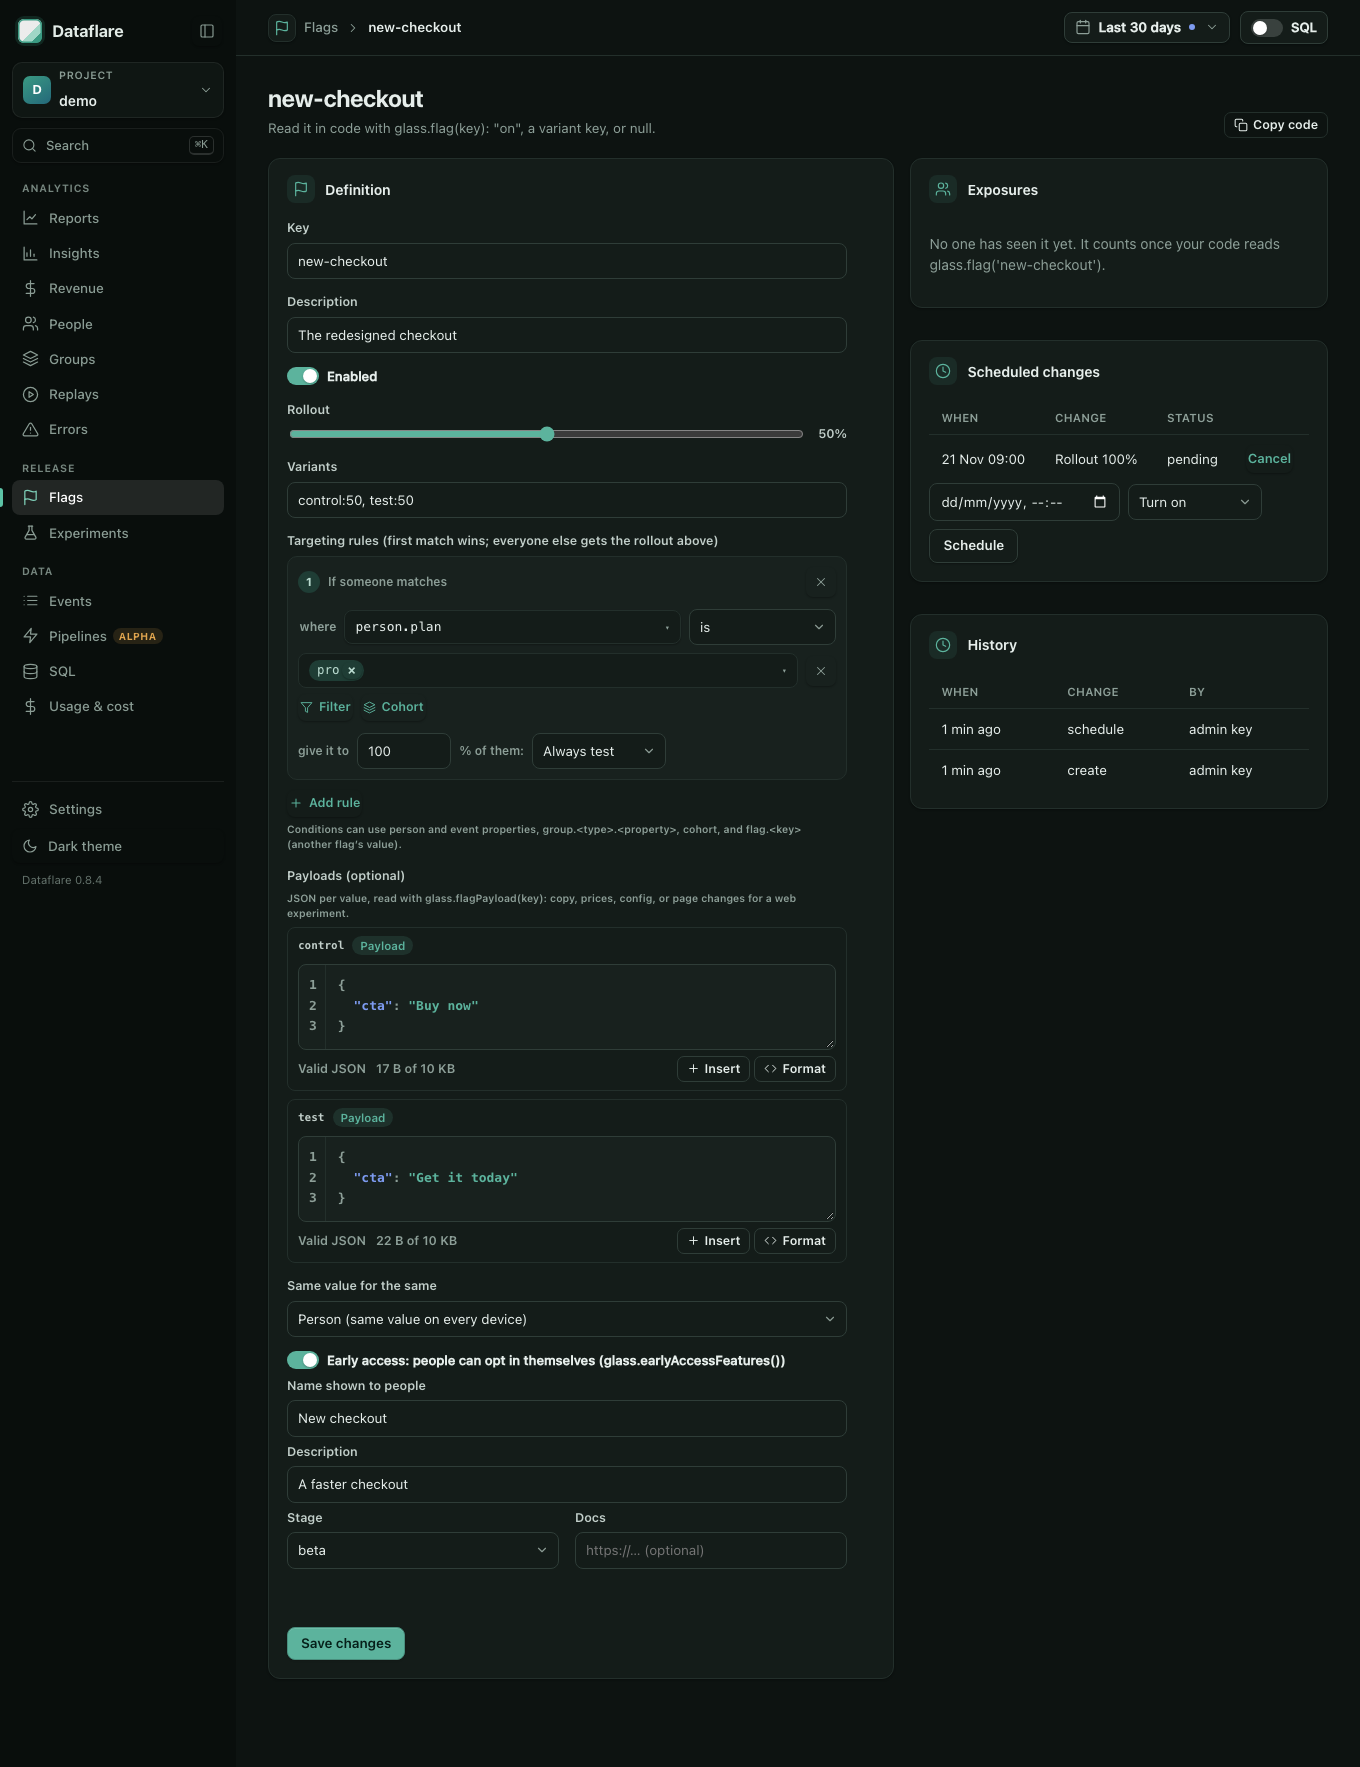 Dataflare
PROJECT
D
demo
Search
⌘K
ANALYTICS
Reports
Insights
Revenue
People
Groups
Replays
Errors
RELEASE
Flags
Experiments
DATA
Events
Pipelines ALPHA
SQL
Usage & cost
Settings
Dark theme
Dataflare 0.8.4
Flags > new-checkout
Last 30 days
SQL
new-checkout
Read it in code with glass.flag(key): "on", a variant key, or null.
Copy code
Definition
Key
new-checkout
Description
The redesigned checkout
Enabled
Rollout
50%
Variants
control:50, test:50
Targeting rules (first match wins; everyone else gets the rollout above)
1 If someone matches
where person.plan is
pro ×
Filter Cohort
give it to 100 % of them: Always test
+ Add rule
Conditions can use person and event properties, group.<type>.<property>, cohort, and flag.<key>
(another flag's value).
Payloads (optional)
JSON per value, read with glass.flagPayload(key): copy, prices, config, or page changes for a web
experiment.
control Payload
1 {
2 "cta": "Buy now"
3 }
Valid JSON 17 B of 10 KB
+ Insert <> Format
test Payload
1 {
2 "cta": "Get it today"
3 }
Valid JSON 22 B of 10 KB
+ Insert <> Format
Same value for the same
Person (same value on every device)
Early access: people can opt in themselves (glass.earlyAccessFeatures())
Name shown to people
New checkout
Description
A faster checkout
Stage Docs
beta https://... (optional)
Save changes
Exposures
No one has seen it yet. It counts once your code reads
glass.flag('new-checkout').
Scheduled changes
WHEN CHANGE STATUS
21 Nov 09:00 Rollout 100% pending Cancel
dd/mm/yyyy, --:-- Turn on
Schedule
History
WHEN CHANGE BY
1 min ago schedule admin key
1 min ago create admin key